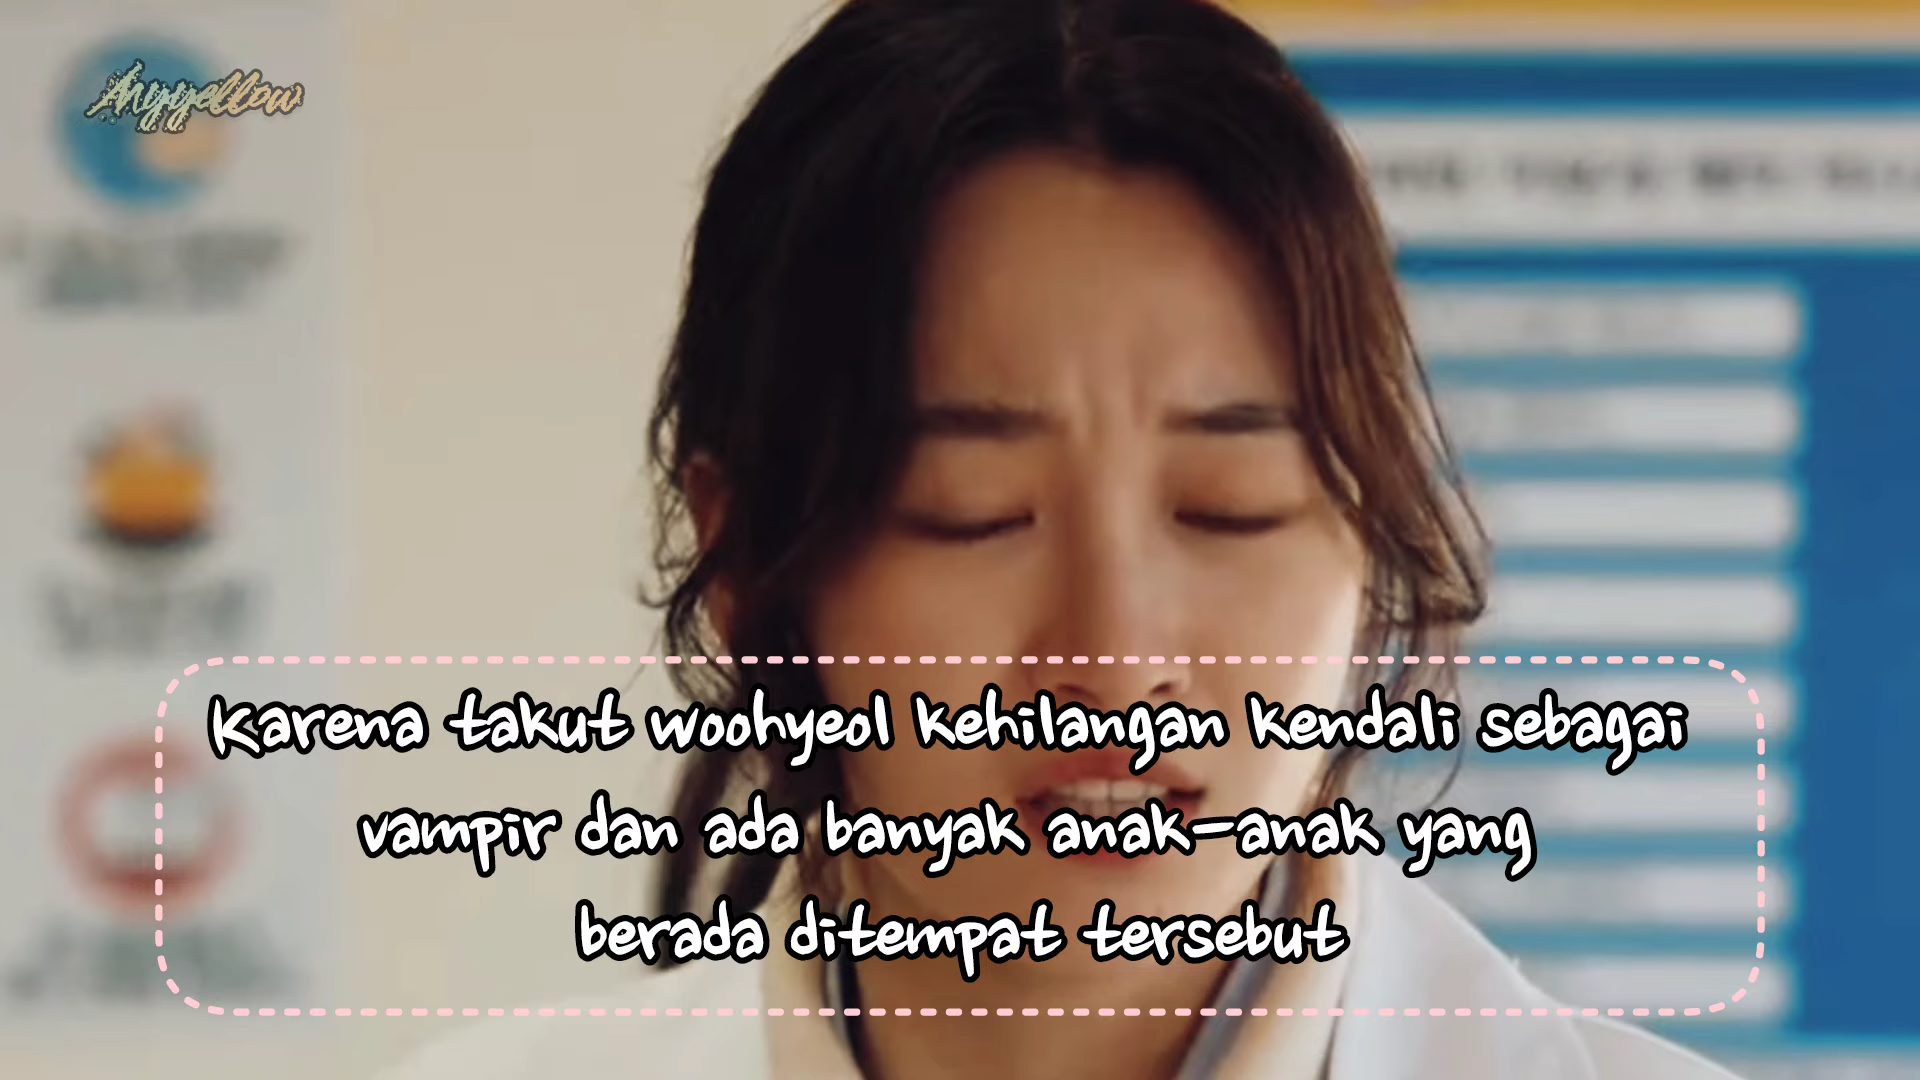 Anyyellow
Karena takut woohyeol kehilangan kendali sebagai
vampir dan ada banyak anak-anak yang
berada ditempat tersebut